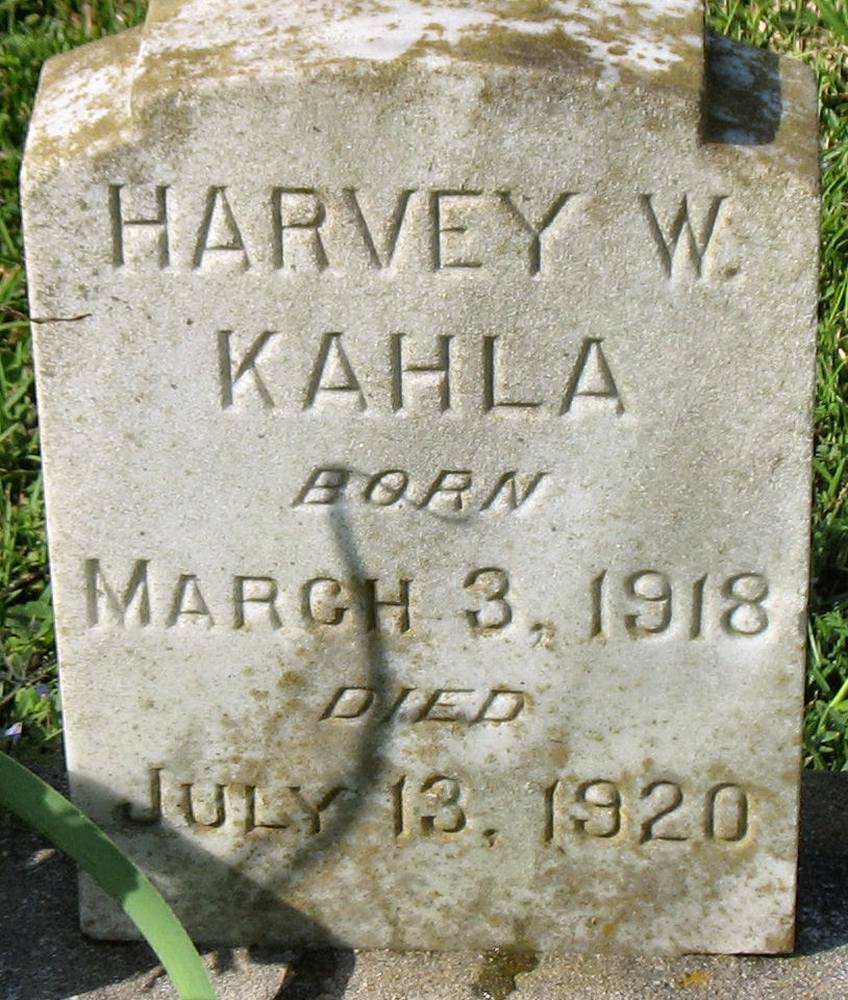 HARVEY W.
KAHLA
BORN
MARCH 3, 1918
DIED
JULY 13, 1920